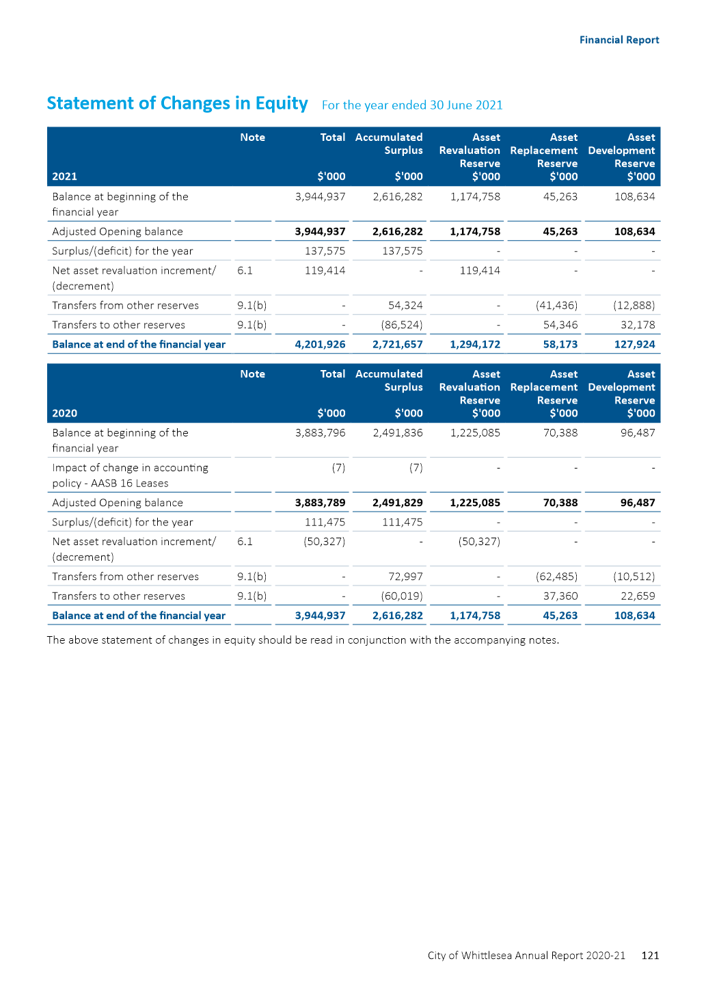 Financial Report
Statement of Changes in Equity For the year ended 30 June 2021
Note Total Accumulated Asset Asset Asset
Surplus Revaluation Replacement Development
Reserve Reserve Reserve
2021 $'000 $'000 $'000 $'000 $'000
Balance at beginning of the 3,944,937 2,616,282 1,174,758 45,263 108,634
financial year
Adjusted Opening balance 3,944,937 2,616,282 1,174,758 45,263 108,634
Surplus/(deficit) for the year 137,575 137,575 - - -
Net asset revaluation increment/ 6.1 119,414 - 119,414 - -
(decrement)
Transfers from other reserves 9.1(b) - 54,324 - (41,436) (12,888)
Transfers to other reserves 9.1(b) - (86,524) - 54,346 32,178
Balance at end of the financial year 4,201,926 2,721,657 1,294,172 58,173 127,924
Note Total Accumulated Asset Asset Asset
Surplus Revaluation Replacement Development
Reserve Reserve Reserve
2020 $'000 $'000 $'000 $'000 $'000
Balance at beginning of the 3,883,796 2,491,836 1,225,085 70,388 96,487
financial year
Impact of change in accounting (7) (7) - - -
policy - AASB 16 Leases
Adjusted Opening balance 3,883,789 2,491,829 1,225,085 70,388 96,487
Surplus/(deficit) for the year 111,475 111,475 - - -
Net asset revaluation increment/ 6.1 (50,327) - (50,327) - -
(decrement)
Transfers from other reserves 9.1(b) - 72,997 - (62,485) (10,512)
Transfers to other reserves 9.1(b) - (60,019) - 37,360 22,659
Balance at end of the financial year 3,944,937 2,616,282 1,174,758 45,263 108,634
The above statement of changes in equity should be read in conjunction with the accompanying notes.
City of Whittlesea Annual Report 2020-21 121